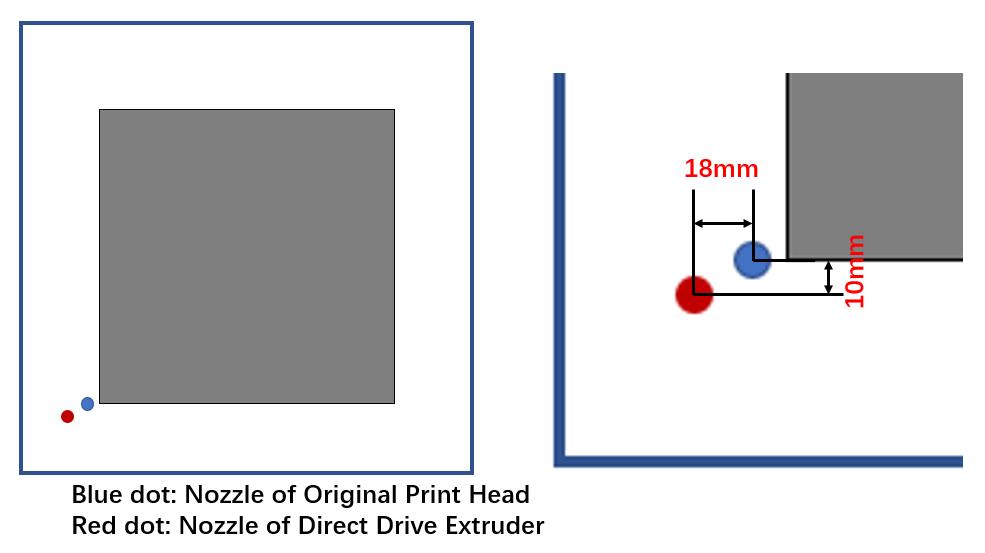 18mm
10mm
Blue dot: Nozzle of Original Print Head
Red dot: Nozzle of Direct Drive Extruder